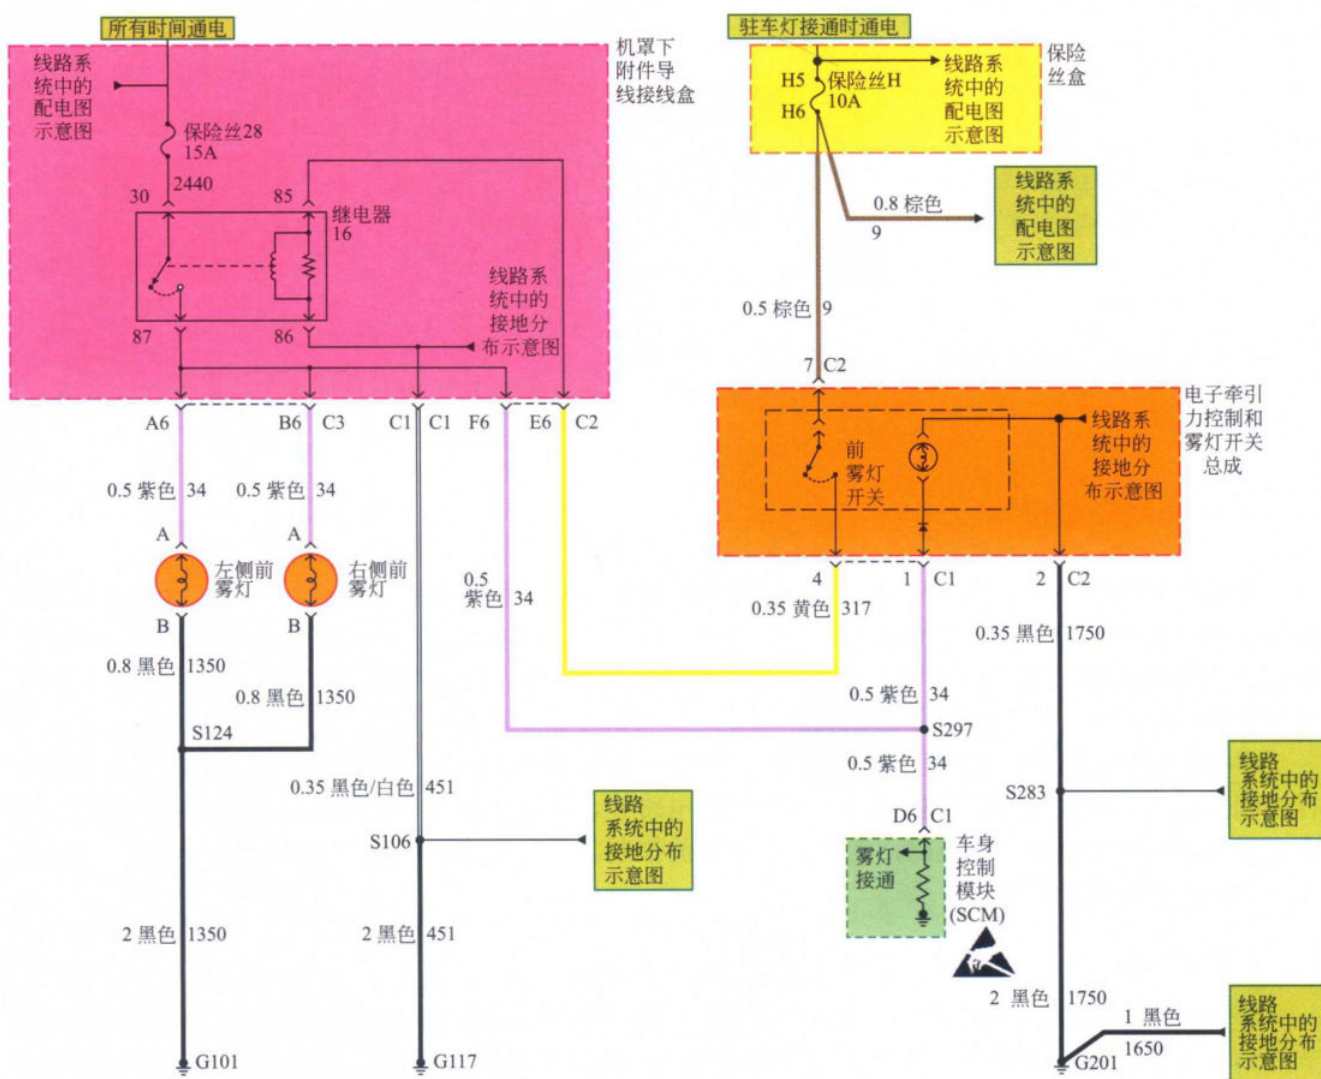 所有时间通电
线路系
统中的
配电图
示意图
保险丝28
15A
2440
30
85
继电器
16
线路系
统中的
接地分
布示意图
87
86
机罩下
附件导
线接线盒
A6
B6
C3
C1
C1
F6
E6
C2
0.5 紫色
34
0.5 紫色
34
A
A
左侧前
雾灯
右侧前
雾灯
B
B
0.8 黑色
1350
0.8 黑色
1350
S124
2 黑色
1350
G101
0.35 黑色/白色
451
S106
线路
系统中的
接地分布
示意图
2 黑色
451
G117
0.5
紫色
34
驻车灯接通时通电
H5
保险丝H
10A
H6
线路系
统中的
配电图
示意图
保险
丝盒
0.8 棕色
9
线路系
统中的
配电图
示意图
0.5 棕色
9
7
C2
前
雾灯
开关
线路系
统中的
接地分
布示意图
电子牵引
力控制和
雾灯开关
总成
4
1
C1
2
C2
0.35 黄色
317
0.35 黑色
1750
0.5 紫色
34
S297
0.5 紫色
34
D6
C1
雾灯
接通
车身
控制
模块
(SCM)
S283
线路
系统中的
接地分布
示意图
2 黑色
1750
1 黑色
1650
G201
线路
系统中的
接地分布
示意图